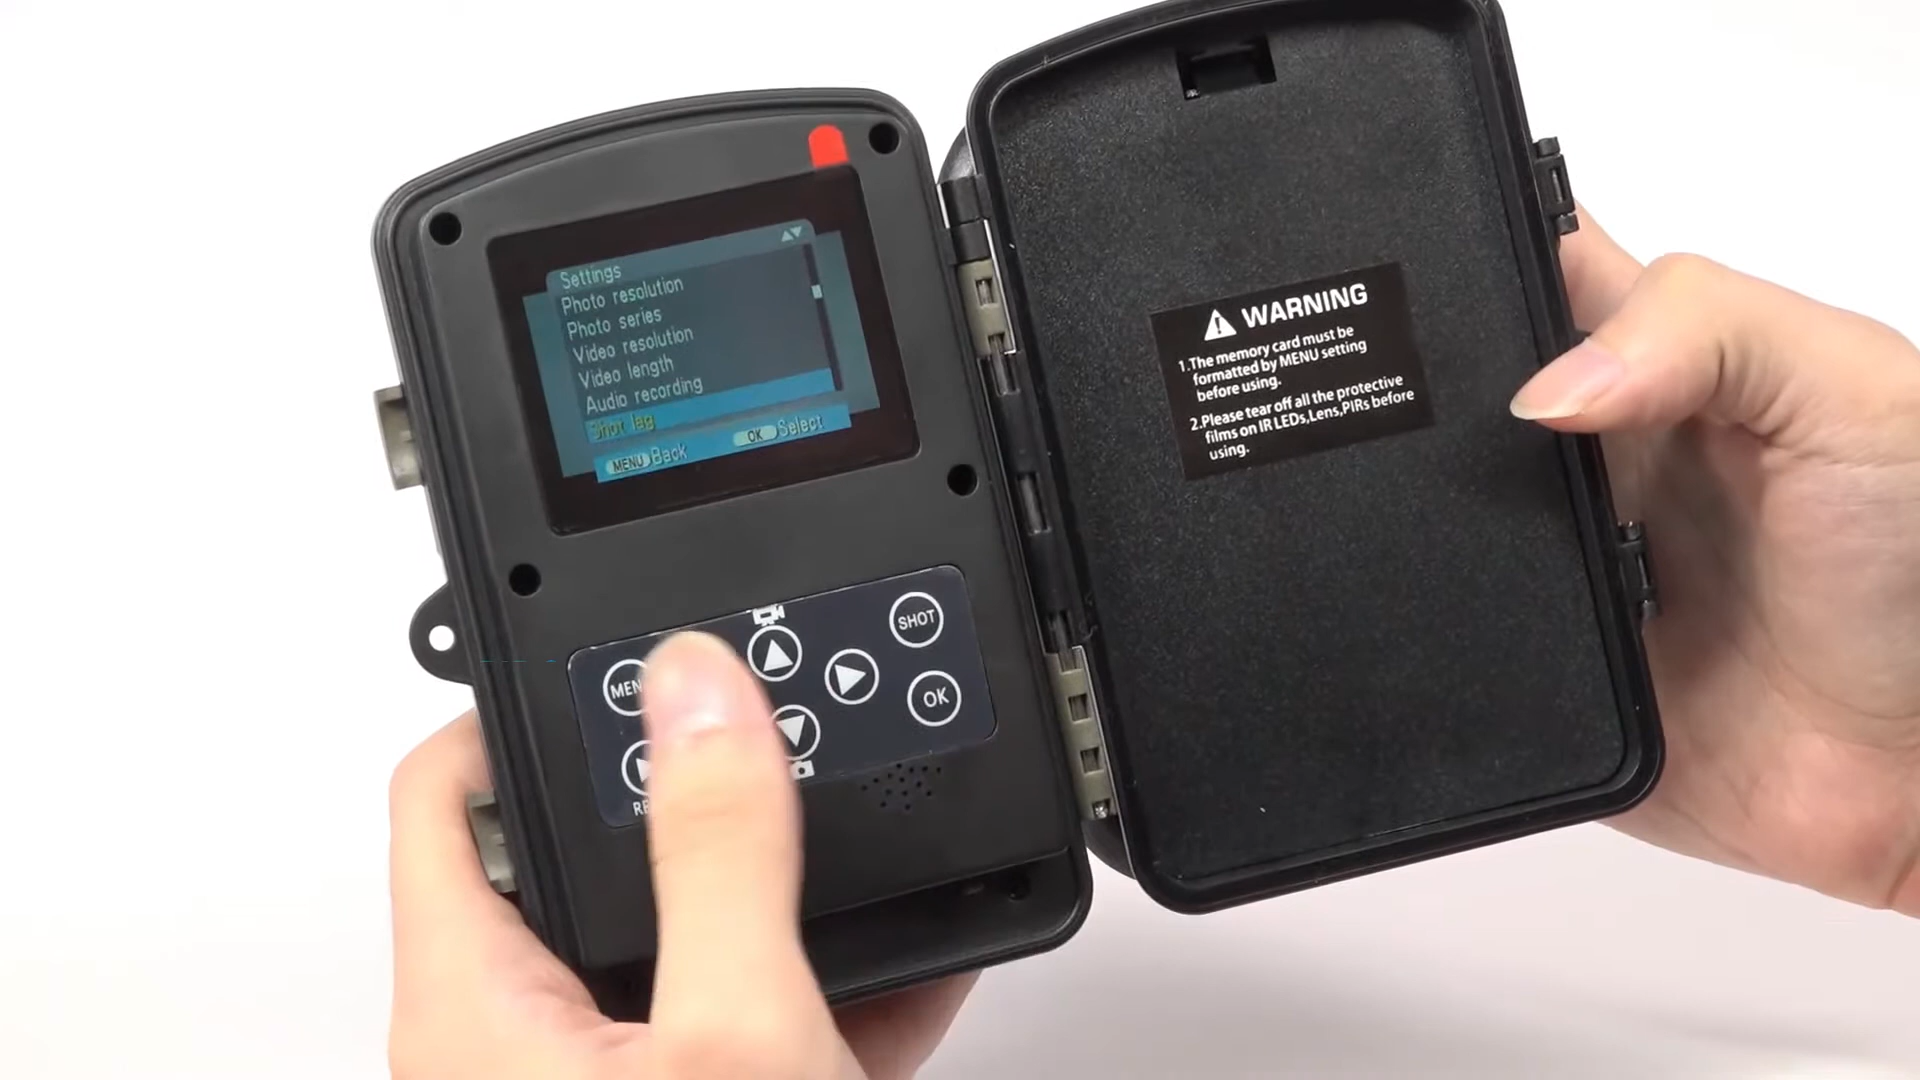 Settings
Photo resolution
Photo series
Video resolution
Video length
Audio recording
Shot lag
MENU Back
OK Select
SHOT
OK
WARNING
1.The memory card must be
formatted by MENU setting
before using.
2.Please tear off all the protective
films on IR LEDs,Lens,PIRs before
using.